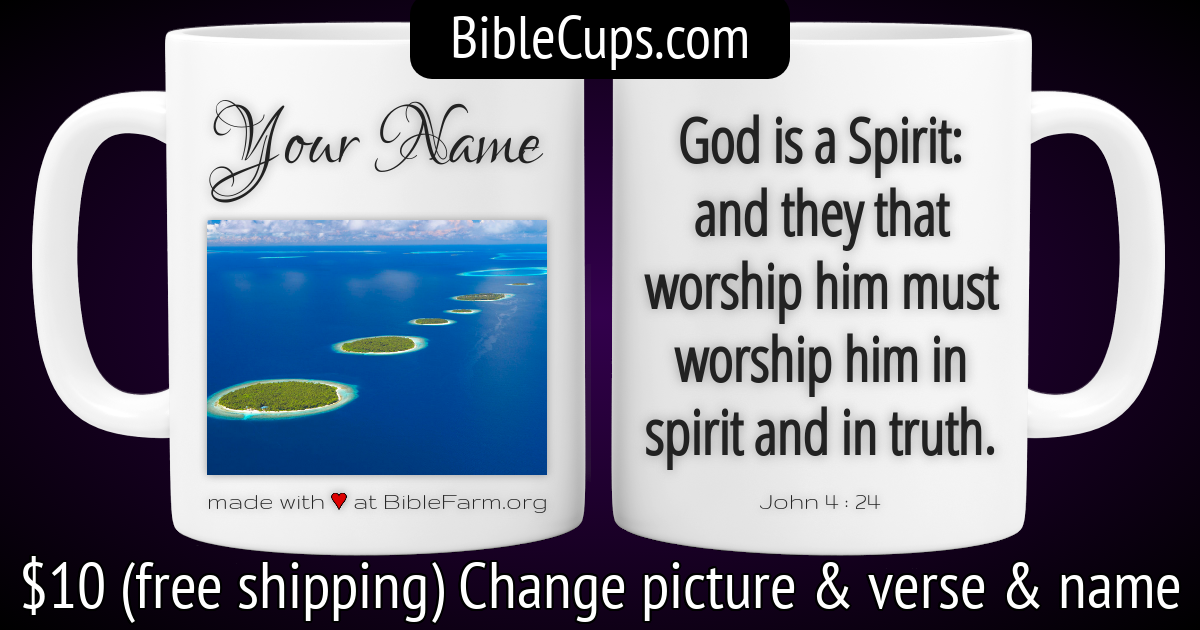 BibleCups.com
Your Name
made with ♥ at BibleFarm.org
God is a Spirit:
and they that
worship him must
worship him in
spirit and in truth.
John 4 : 24
$10 (free shipping) Change picture & verse & name